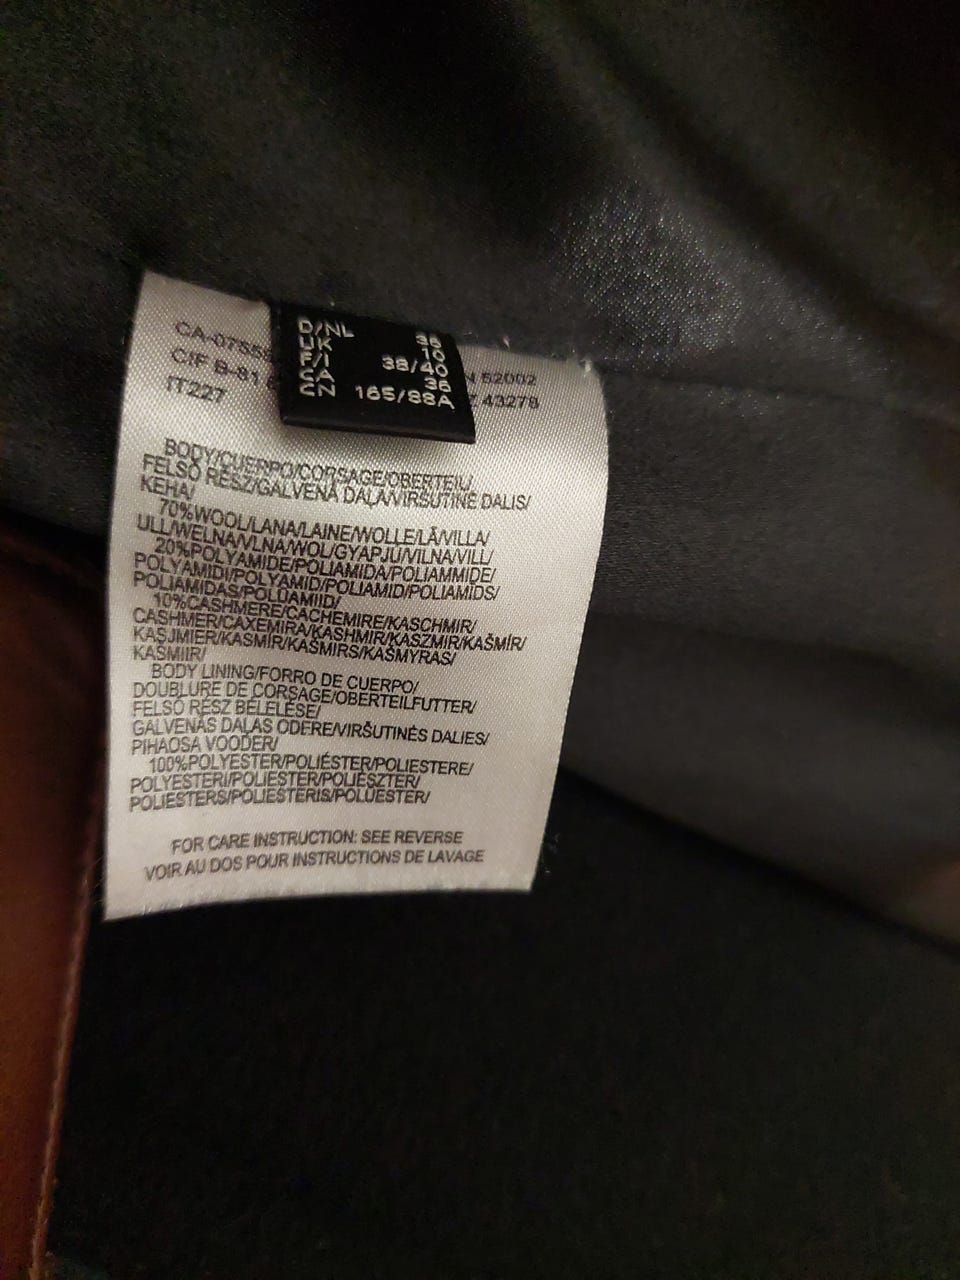 D/NL 36
UK 10
F/I 38/40
CA 36
CN 165/88A
CA-0755
CIF B-81
IT227
52002
43278
BODY/CUERPO/CORSAGE/OBERTEIL/
FELSŐ RÉSZ/GALVENĀ DAĻA/VIRŠUTINĖ DALIS/
KEHA/
70%WOOL/LANA/LAINE/WOLLE/LÃ/VILLA/
ULL/WEŁNA/VLNA/WOL/GYAPJÚ/VILNA/VILL/
20%POLYAMIDE/POLIAMIDA/POLIAMMIDE/
POLYAMIDI/POLYAMID/POLIAMID/POLIAMĪDS/
POLIAMIDAS/POLÜAMIID/
10%CASHMERE/CACHEMIRE/KASCHMIR/
CASHMER/CAXEMIRA/KASHMIR/KASZMIR/KAŠMÍR/
KASJMIER/KASMÍR/KAŠMIRS/KAŠMYRAS/
KAŠMIIR/
BODY LINING/FORRO DE CUERPO/
DOUBLURE DE CORSAGE/OBERTEILFUTTER/
FELSŐ RÉSZ BÉLELÉSE/
GALVENĀS DAĻAS ODERE/VIRŠUTINĖS DALIES/
PIHAOSA VOODER/
100%POLYESTER/POLIÉSTER/POLIESTERE/
POLYESTERI/POLIESTER/POLIÉSZTER/
POLIESTERS/POLIESTERIS/POLÜESTER/
FOR CARE INSTRUCTION: SEE REVERSE
VOIR AU DOS POUR INSTRUCTIONS DE LAVAGE